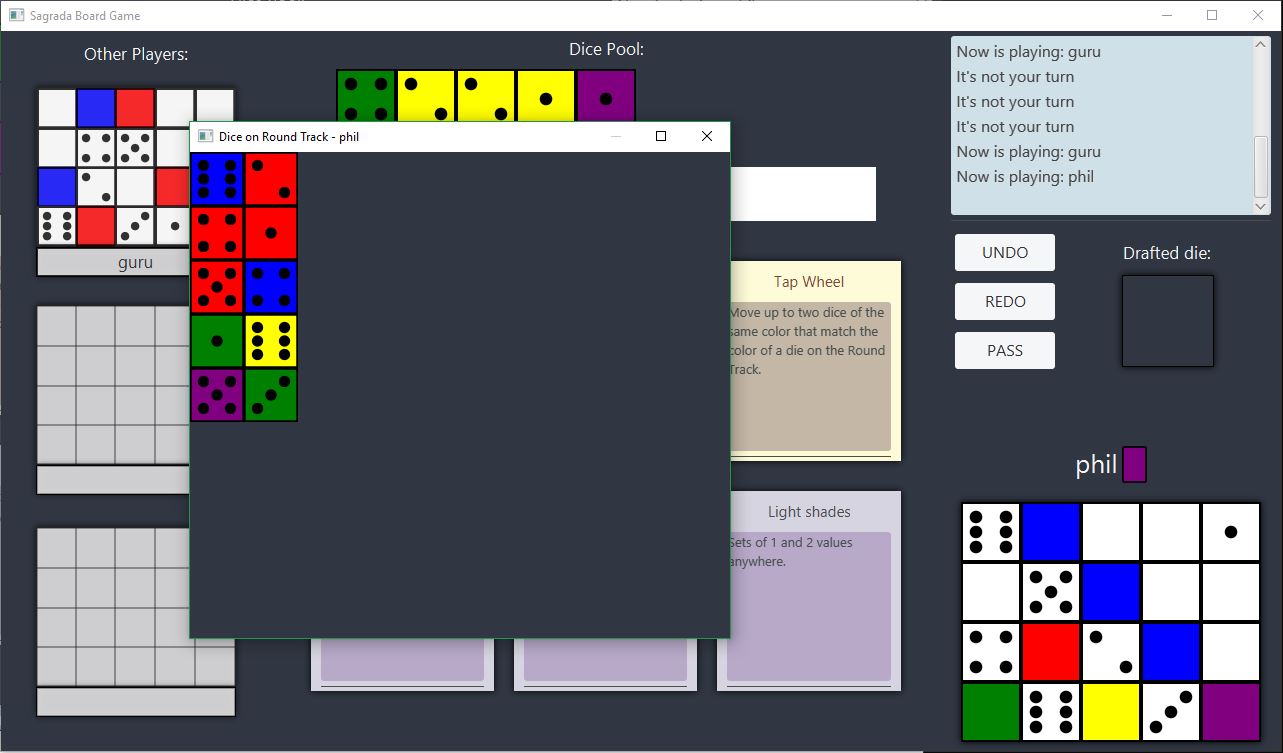 Sagrada Board Game
Other Players:
Dice Pool:
Now is playing: guru
It's not your turn
It's not your turn
It's not your turn
Now is playing: guru
Now is playing: phil
Dice on Round Track - phil
guru
UNDO
REDO
PASS
Drafted die:
Tap Wheel
Move up to two dice of the
same color that match the
color of a die on the Round
Track.
phil
Light shades
Sets of 1 and 2 values
anywhere.